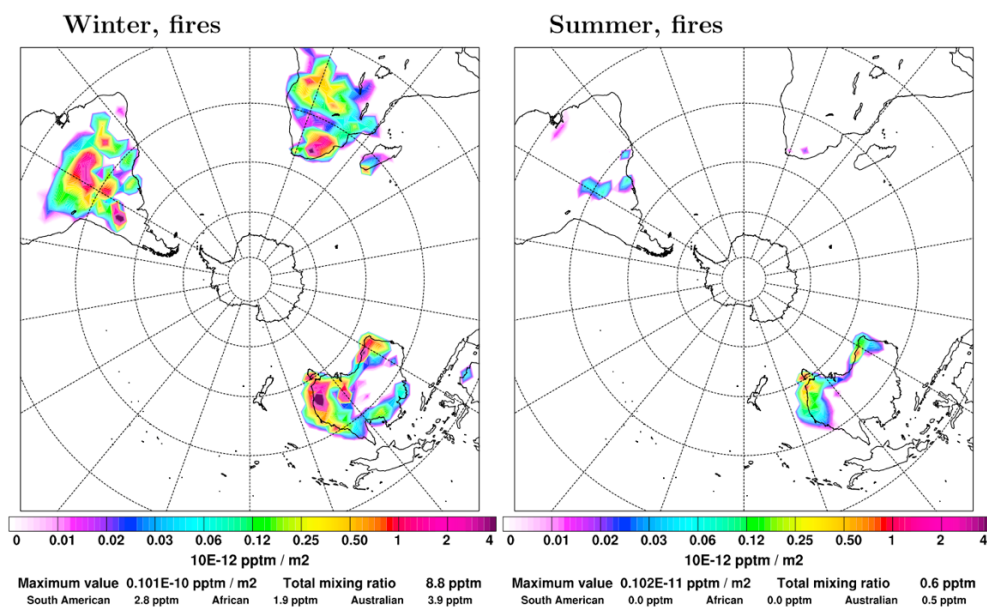 Winter, fires
Summer, fires
0 0.01 0.02 0.03 0.06 0.12 0.25 0.50 1 2 4
10E-12 pptm / m2
Maximum value 0.101E-10 pptm / m2 Total mixing ratio 8.8 pptm
South American 2.8 pptm African 1.9 pptm Australian 3.9 pptm
0 0.01 0.02 0.03 0.06 0.12 0.25 0.50 1 2 4
10E-12 pptm / m2
Maximum value 0.102E-11 pptm / m2 Total mixing ratio 0.6 pptm
South American 0.0 pptm African 0.0 pptm Australian 0.5 pptm